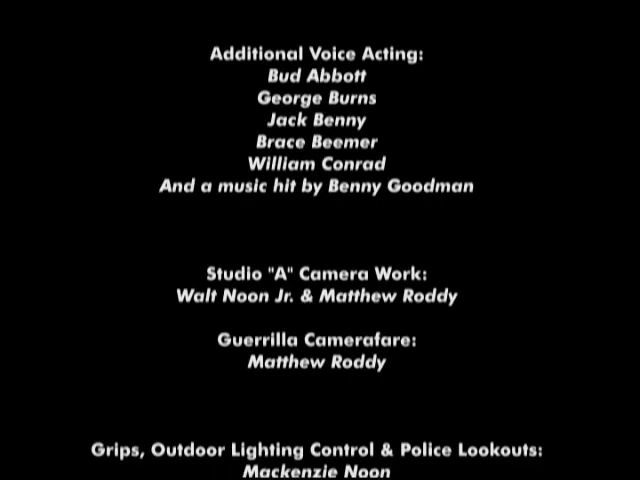 Additional Voice Acting:
Bud Abbott
George Burns
Jack Benny
Brace Beemer
William Conrad
And a music hit by Benny Goodman
Studio "A" Camera Work:
Walt Noon Jr. & Matthew Roddy
Guerrilla Camerafare:
Matthew Roddy
Grips, Outdoor Lighting Control & Police Lookouts:
Mackenzie Noon